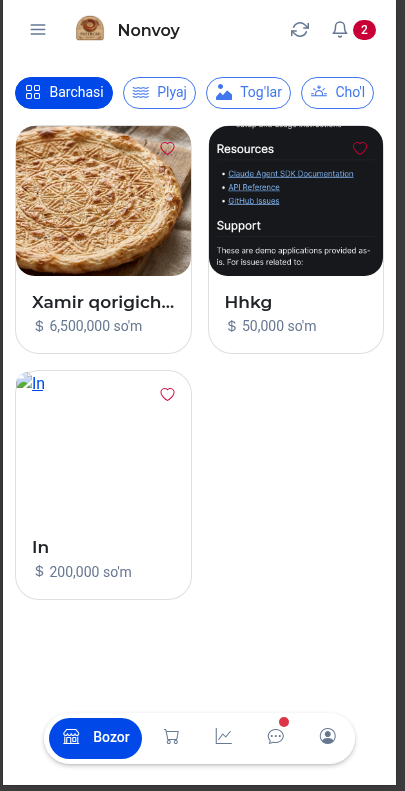 Nonvoy
2
Barchasi
Plyaj
Tog'lar
Cho'l
Resources
• Claude Agent SDK Documentation
• API Reference
• GitHub Issues
Support
These are demo applications provided as-
is. For issues related to:
Xamir qorigich...
$ 6,500,000 so'm
Hhkg
$ 50,000 so'm
In
In
$ 200,000 so'm
Bozor